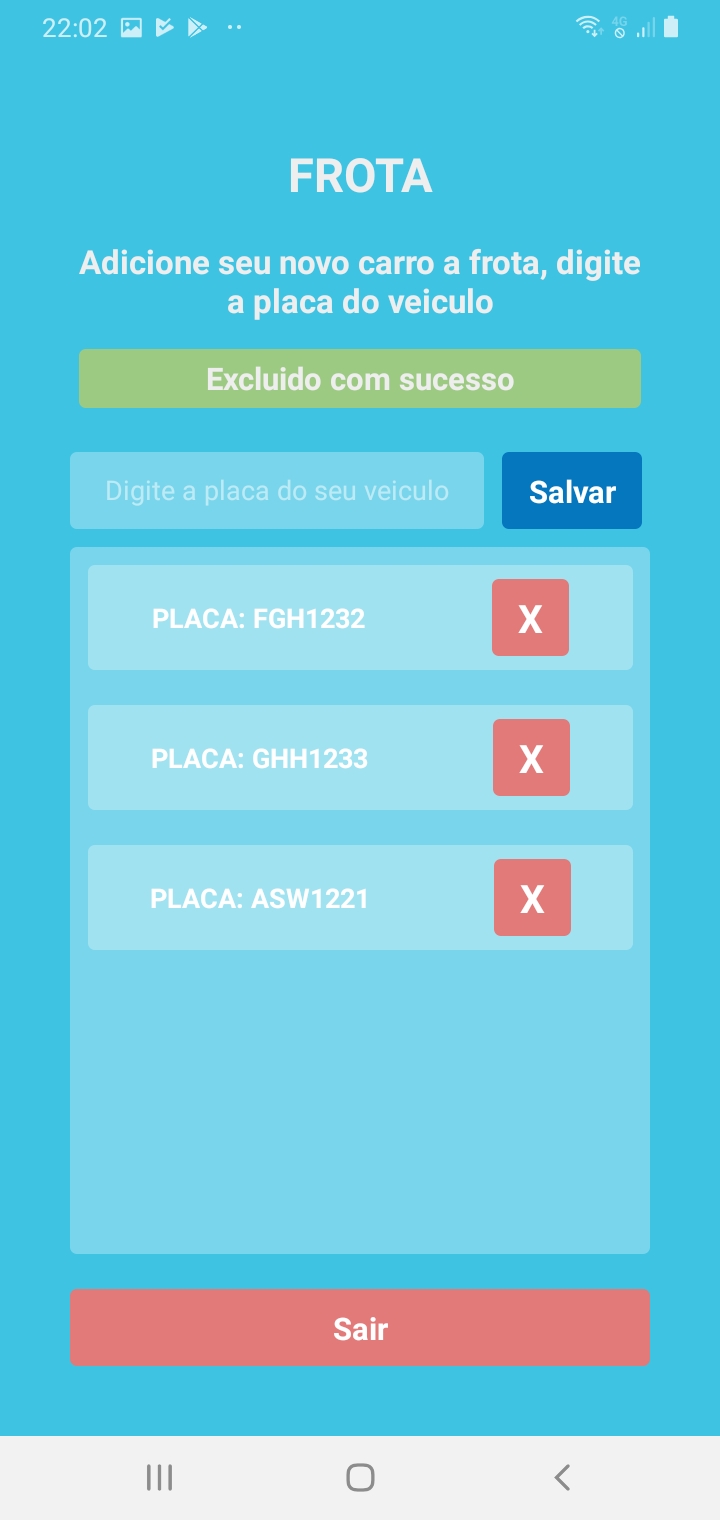 22:02
4G
FROTA
Adicione seu novo carro a frota, digite
a placa do veiculo
Excluido com sucesso
Digite a placa do seu veiculo
Salvar
PLACA: FGH1232
X
PLACA: GHH1233
X
PLACA: ASW1221
X
Sair